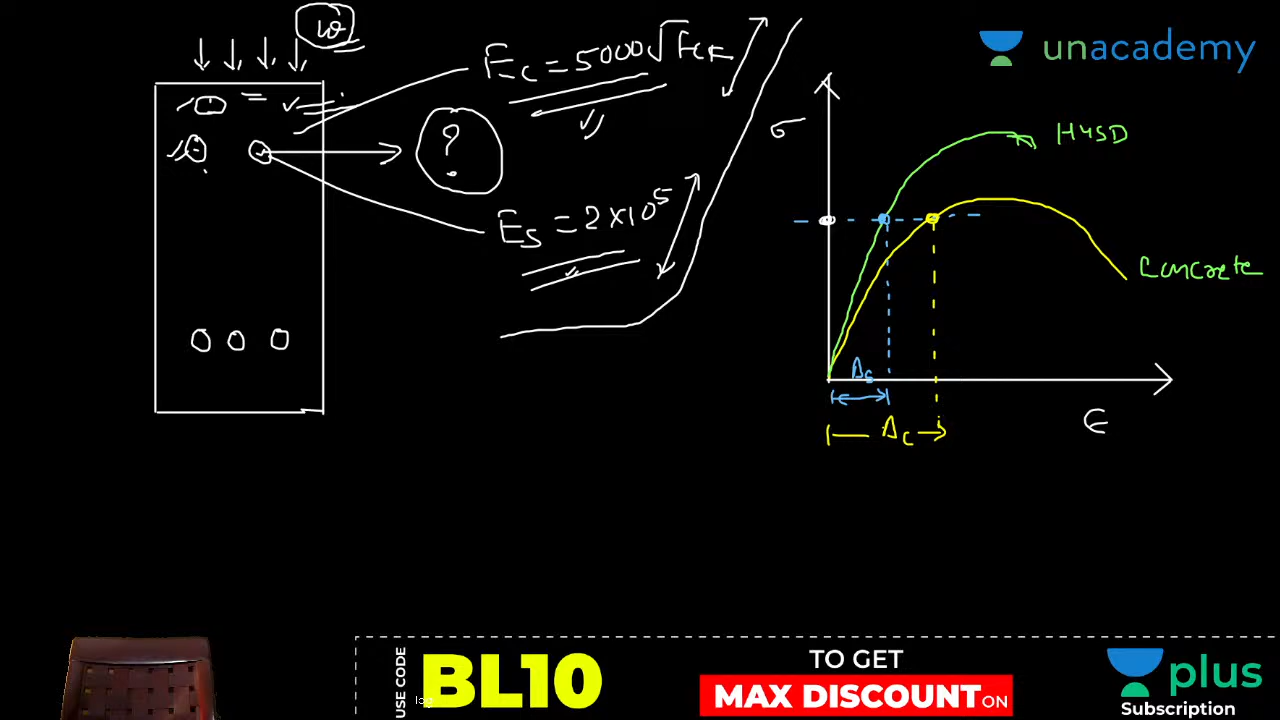 w
Ec = 5000√FCK
?
Es = 2×10⁵
σ
HYSD
Concrete
Δs
Δc
∈
unacademy
USE CODE
BL10
TO GET
MAX DISCOUNT ON
plus
Subscription